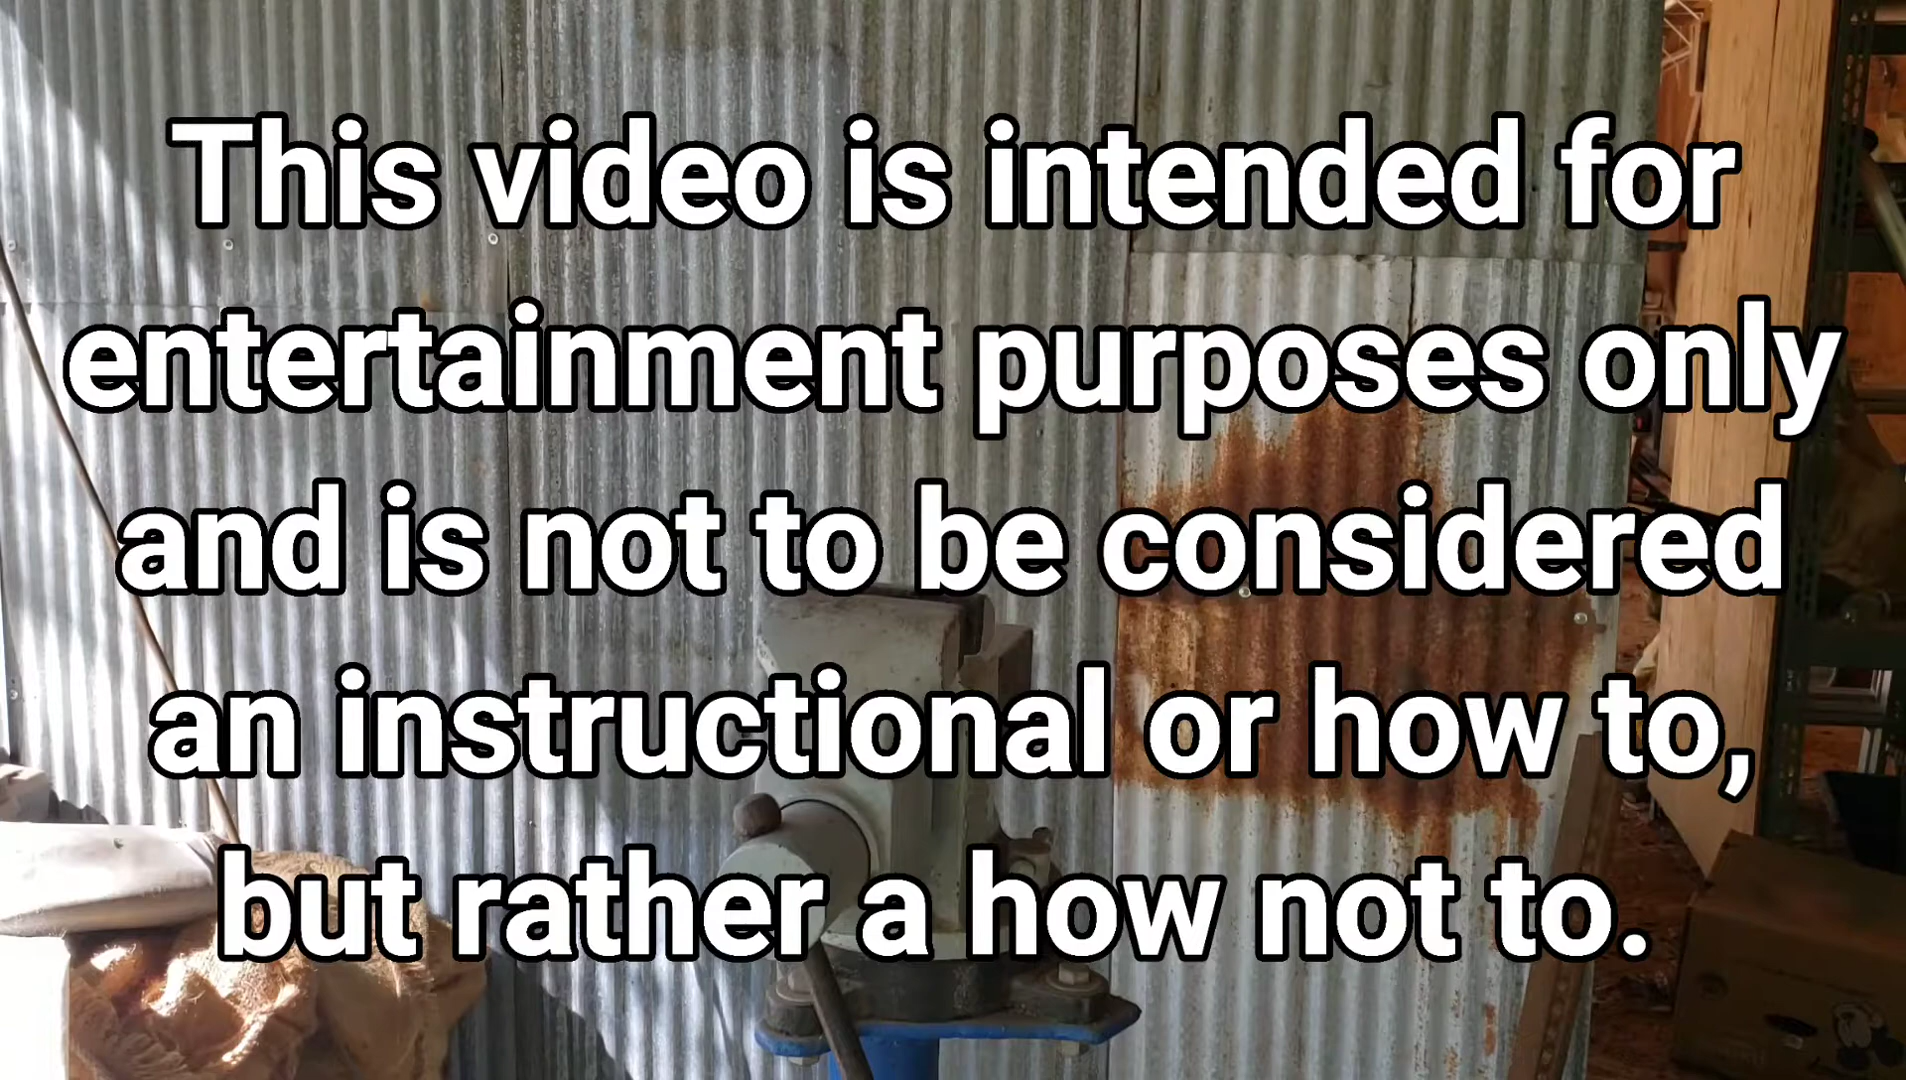 This video is intended for
entertainment purposes only
and is not to be considered
an instructional or how to,
but rather a how not to.